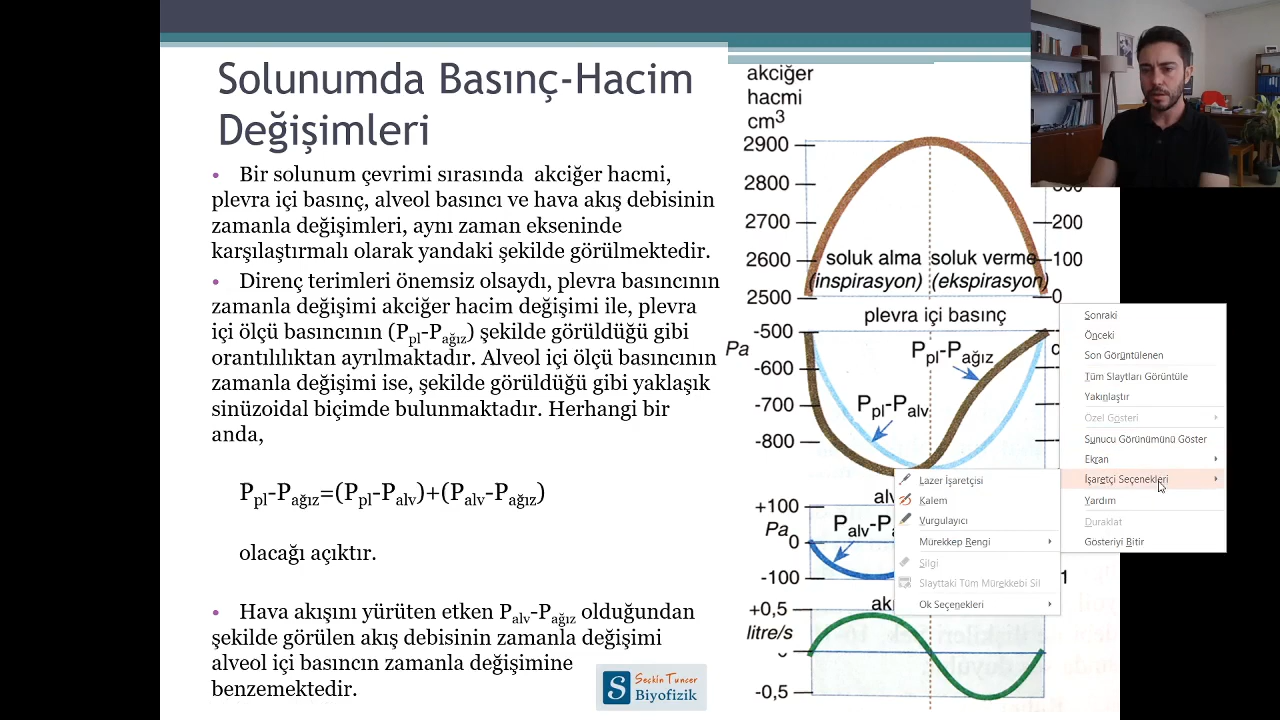 Solunumda Basınç-Hacim
Değişimleri
• Bir solunum çevrimi sırasında akciğer hacmi,
plevra içi basınç, alveol basıncı ve hava akış debisinin
zamanla değişimleri, aynı zaman ekseninde
karşılaştırmalı olarak yandaki şekilde görülmektedir.
• Direnç terimleri önemsiz olsaydı, plevra basıncının
zamanla değişimi akciğer hacim değişimi ile, plevra
içi ölçü basıncının (Ppl-Pağız) şekilde görüldüğü gibi
orantılılıktan ayrılmaktadır. Alveol içi ölçü basıncının
zamanla değişimi ise, şekilde görüldüğü gibi yaklaşık
sinüzoidal biçimde bulunmaktadır. Herhangi bir
anda,
Ppl-Pağız=(Ppl-Palv)+(Palv-Pağız)
olacağı açıktır.
• Hava akışını yürüten etken Palv-Pağız olduğundan
şekilde görülen akış debisinin zamanla değişimi
alveol içi basıncın zamanla değişimine
benzemektedir.
S Seçkin Tuncer
Biyofizik
akciğer
hacmi
cm3
2900
2800
2700
2600
2500
200
100
0
soluk alma
(inspirasyon)
soluk verme
(ekspirasyon)
plevra içi basınç
-500
Pa
-600
-700
-800
Ppl-Pağız
Ppl-Palv
+100
Pa
0
-100
+0,5
litre/s
-0,5
Sonraki
Önceki
Son Görüntülenen
Tüm Slaytları Görüntüle
Yakınlaştır
Özel Gösteri
Sunucu Görünümünü Göster
Ekran
İşaretçi Seçenekleri
Yardım
Duraklat
Gösteriyi Bitir
Lazer İşaretçisi
Kalem
Vurgulayıcı
Mürekkep Rengi
Silgi
Slayttaki Tüm Mürekkebi Sil
Ok Seçenekleri